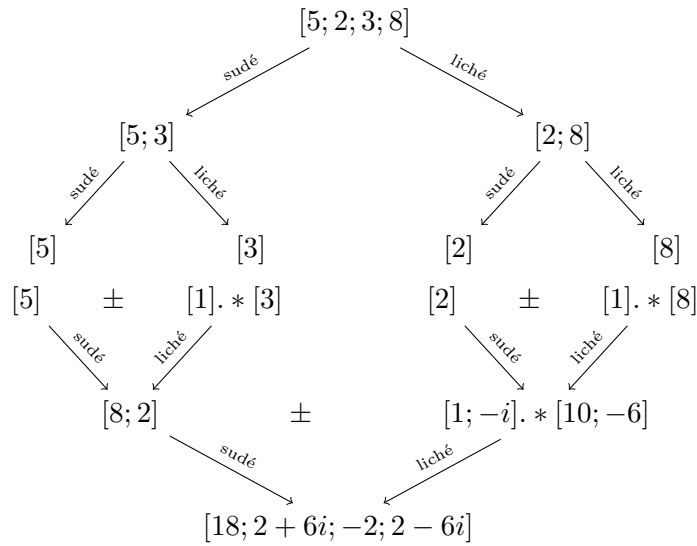 [5; 2; 3; 8]
sudé liché
[5; 3] [2; 8]
sudé liché sudé liché
[5] [3] [2] [8]
[5] ± [1]. ∗ [3] [2] ± [1]. ∗ [8]
sudé liché sudé liché
[8; 2] ± [1; −i]. ∗ [10; −6]
sudé liché
[18; 2 + 6i; −2; 2 − 6i]